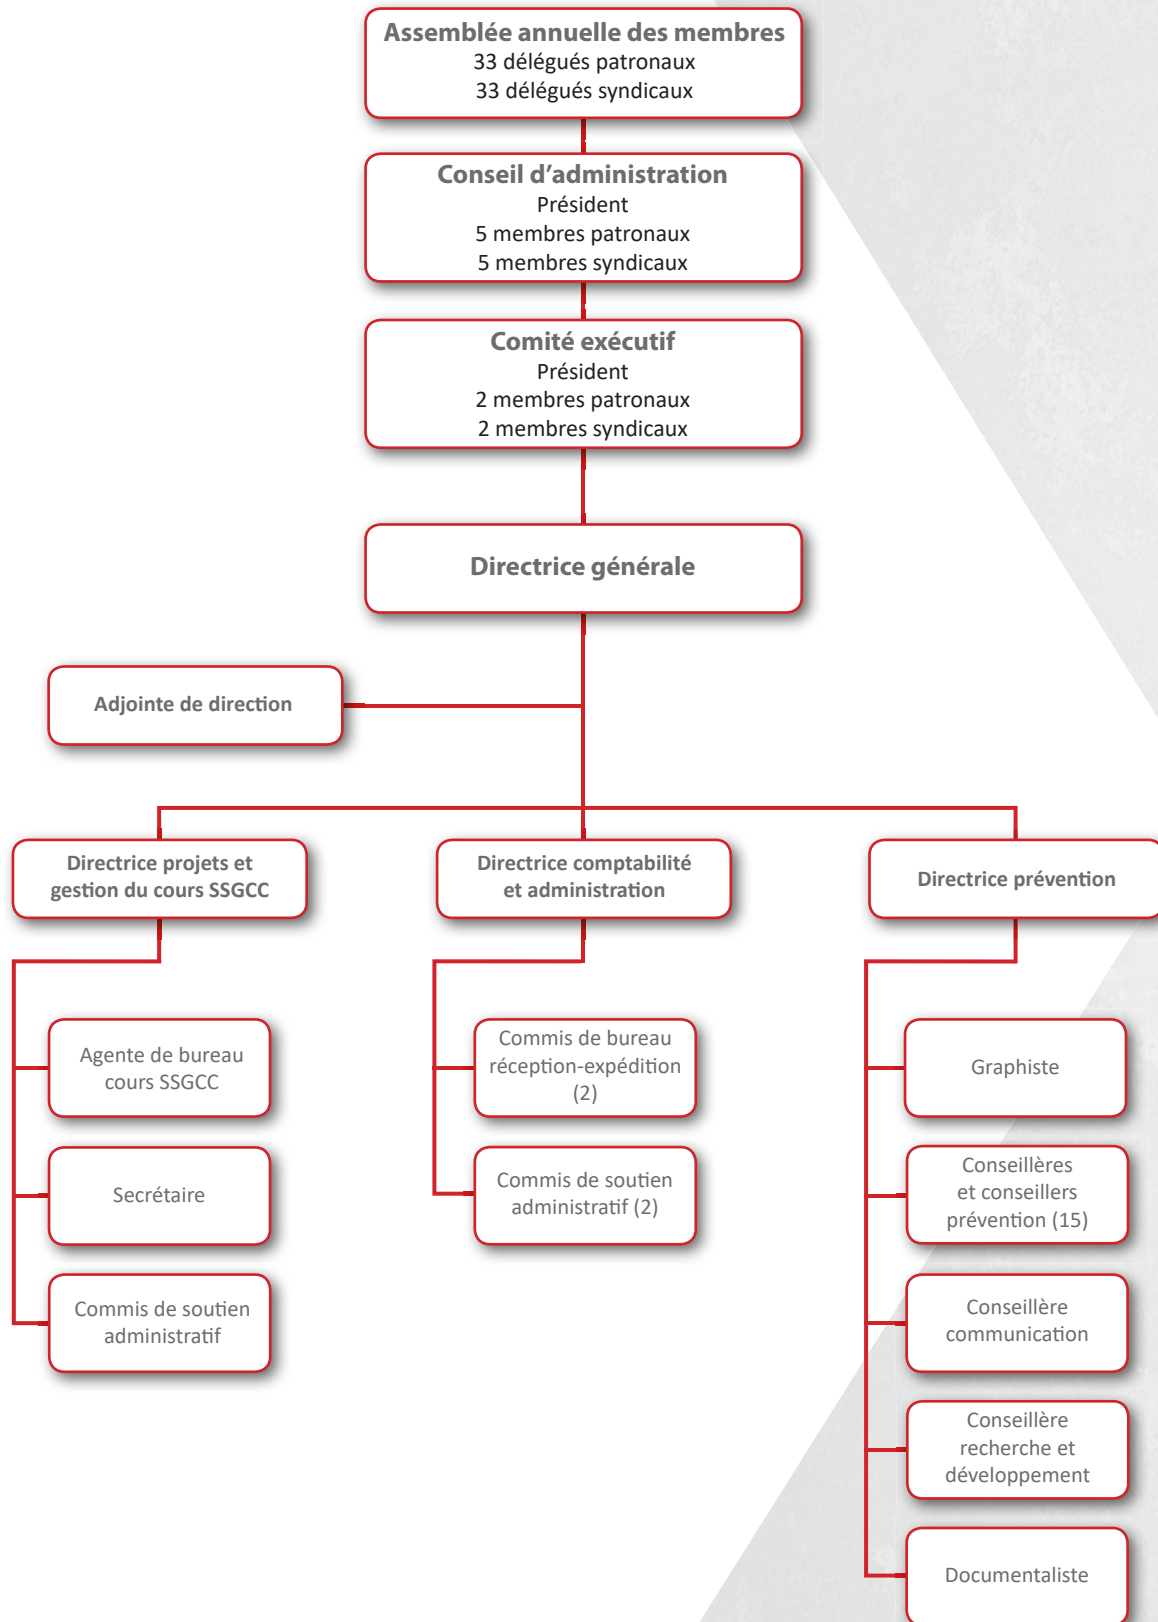 Assemblée annuelle des membres
33 délégués patronaux
33 délégués syndicaux
Conseil d’administration
Président
5 membres patronaux
5 membres syndicaux
Comité exécutif
Président
2 membres patronaux
2 membres syndicaux
Directrice générale
Adjointe de direction
Directrice projets et
gestion du cours SSGCC
Agente de bureau
cours SSGCC
Secrétaire
Commis de soutien
administratif
Directrice comptabilité
et administration
Commis de bureau
réception-expédition
(2)
Commis de soutien
administratif (2)
Directrice prévention
Graphiste
Conseillères
et conseillers
prévention (15)
Conseillère
communication
Conseillère
recherche et
développement
Documentaliste